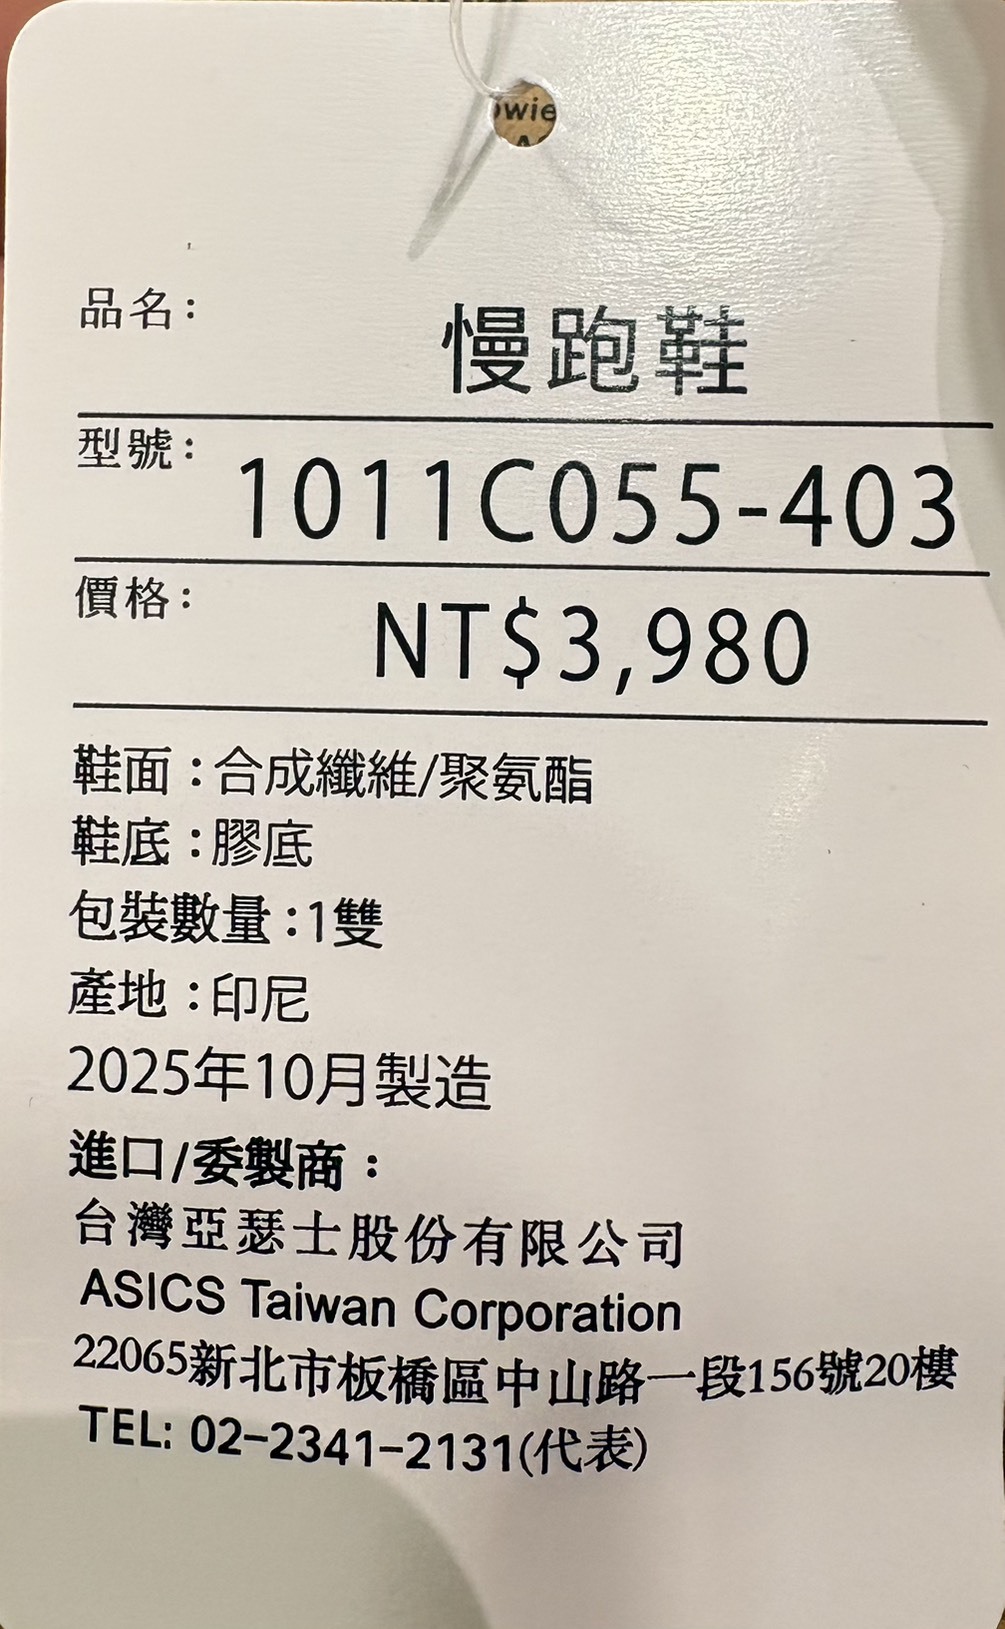 owie
品名：
慢跑鞋
型號：
1011C055-403
價格：
NT$3,980
鞋面：合成纖維/聚氨酯
鞋底：膠底
包裝數量：1雙
產地：印尼
2025年10月製造
進口/委製商：
台灣亞瑟士股份有限公司
ASICS Taiwan Corporation
22065新北市板橋區中山路一段156號20樓
TEL: 02-2341-2131(代表)